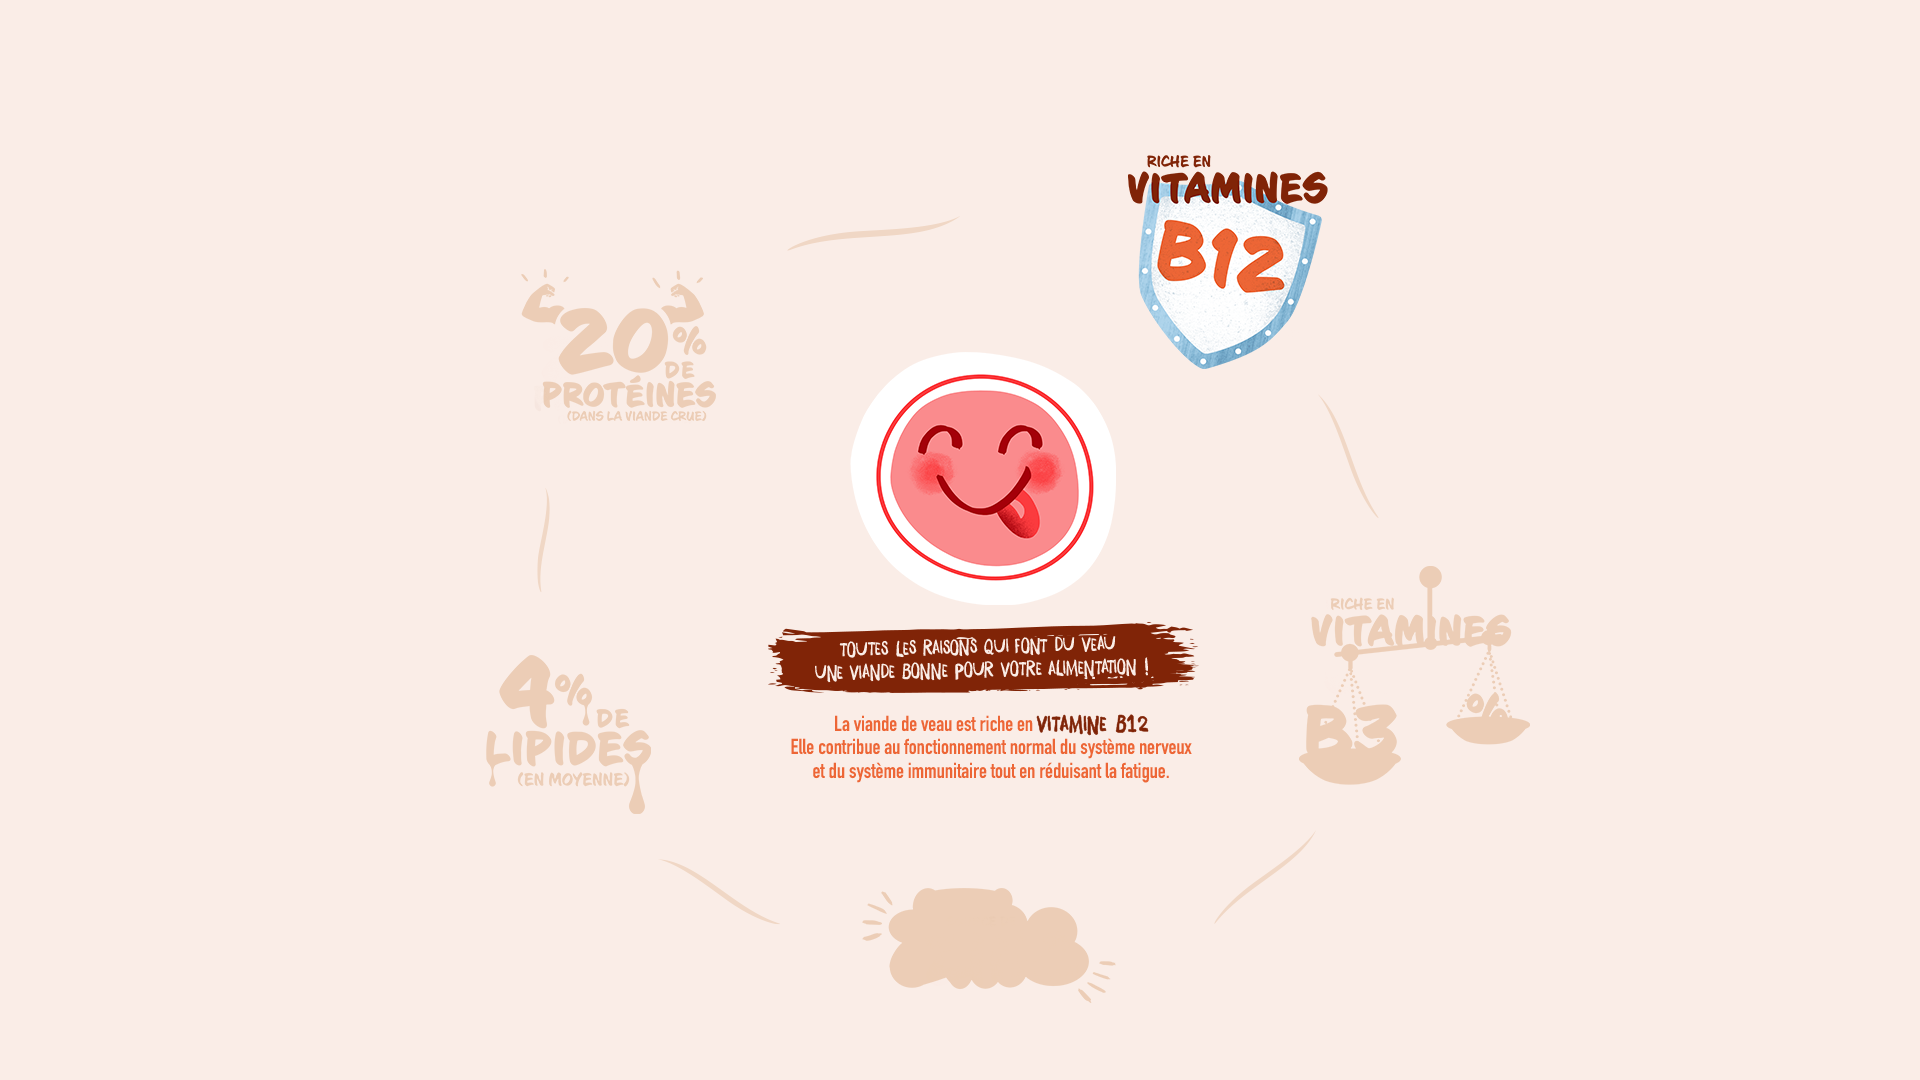 RICHE EN
VITAMINES
B12
20%
DE
PROTÉINES
(DANS LA VIANDE CRUE)
RICHE EN
VITAMINES
B3
%
4% DE
LIPIDES
(EN MOYENNE)
TOUTES LES RAISONS QUI FONT DU VEAU
UNE VIANDE BONNE POUR VOTRE ALIMENTATION !
La viande de veau est riche en VITAMINE B12
Elle contribue au fonctionnement normal du système nerveux
et du système immunitaire tout en réduisant la fatigue.